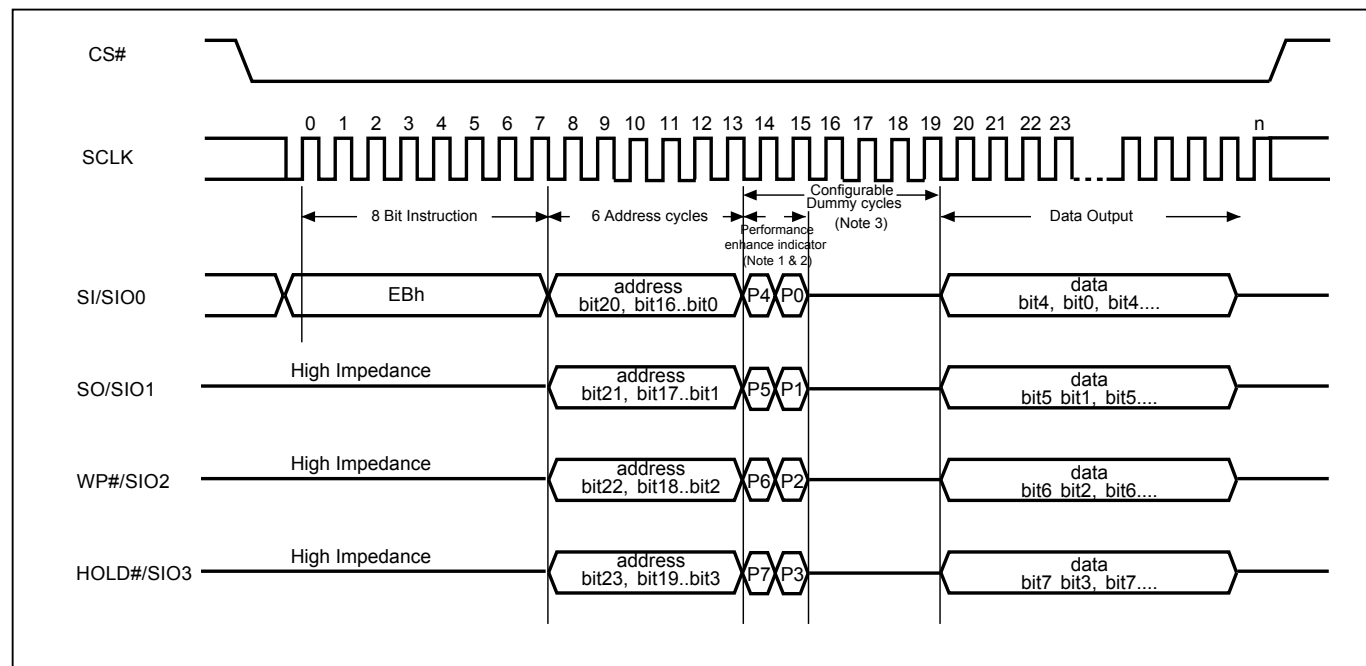 CS#
0 1 2 3 4 5 6 7 8 9 10 11 12 13 14 15 16 17 18 19 20 21 22 23 n
SCLK
Configurable
Dummy cycles
(Note 3)
8 Bit Instruction
6 Address cycles
Data Output
Performance
enhance indicator
(Note 1 & 2)
SI/SIO0
EBh
address
bit20, bit16..bit0
P4 P0
data
bit4, bit0, bit4....
SO/SIO1
High Impedance
address
bit21, bit17..bit1
P5 P1
data
bit5 bit1, bit5....
WP#/SIO2
High Impedance
address
bit22, bit18..bit2
P6 P2
data
bit6 bit2, bit6....
HOLD#/SIO3
High Impedance
address
bit23, bit19..bit3
P7 P3
data
bit7 bit3, bit7....